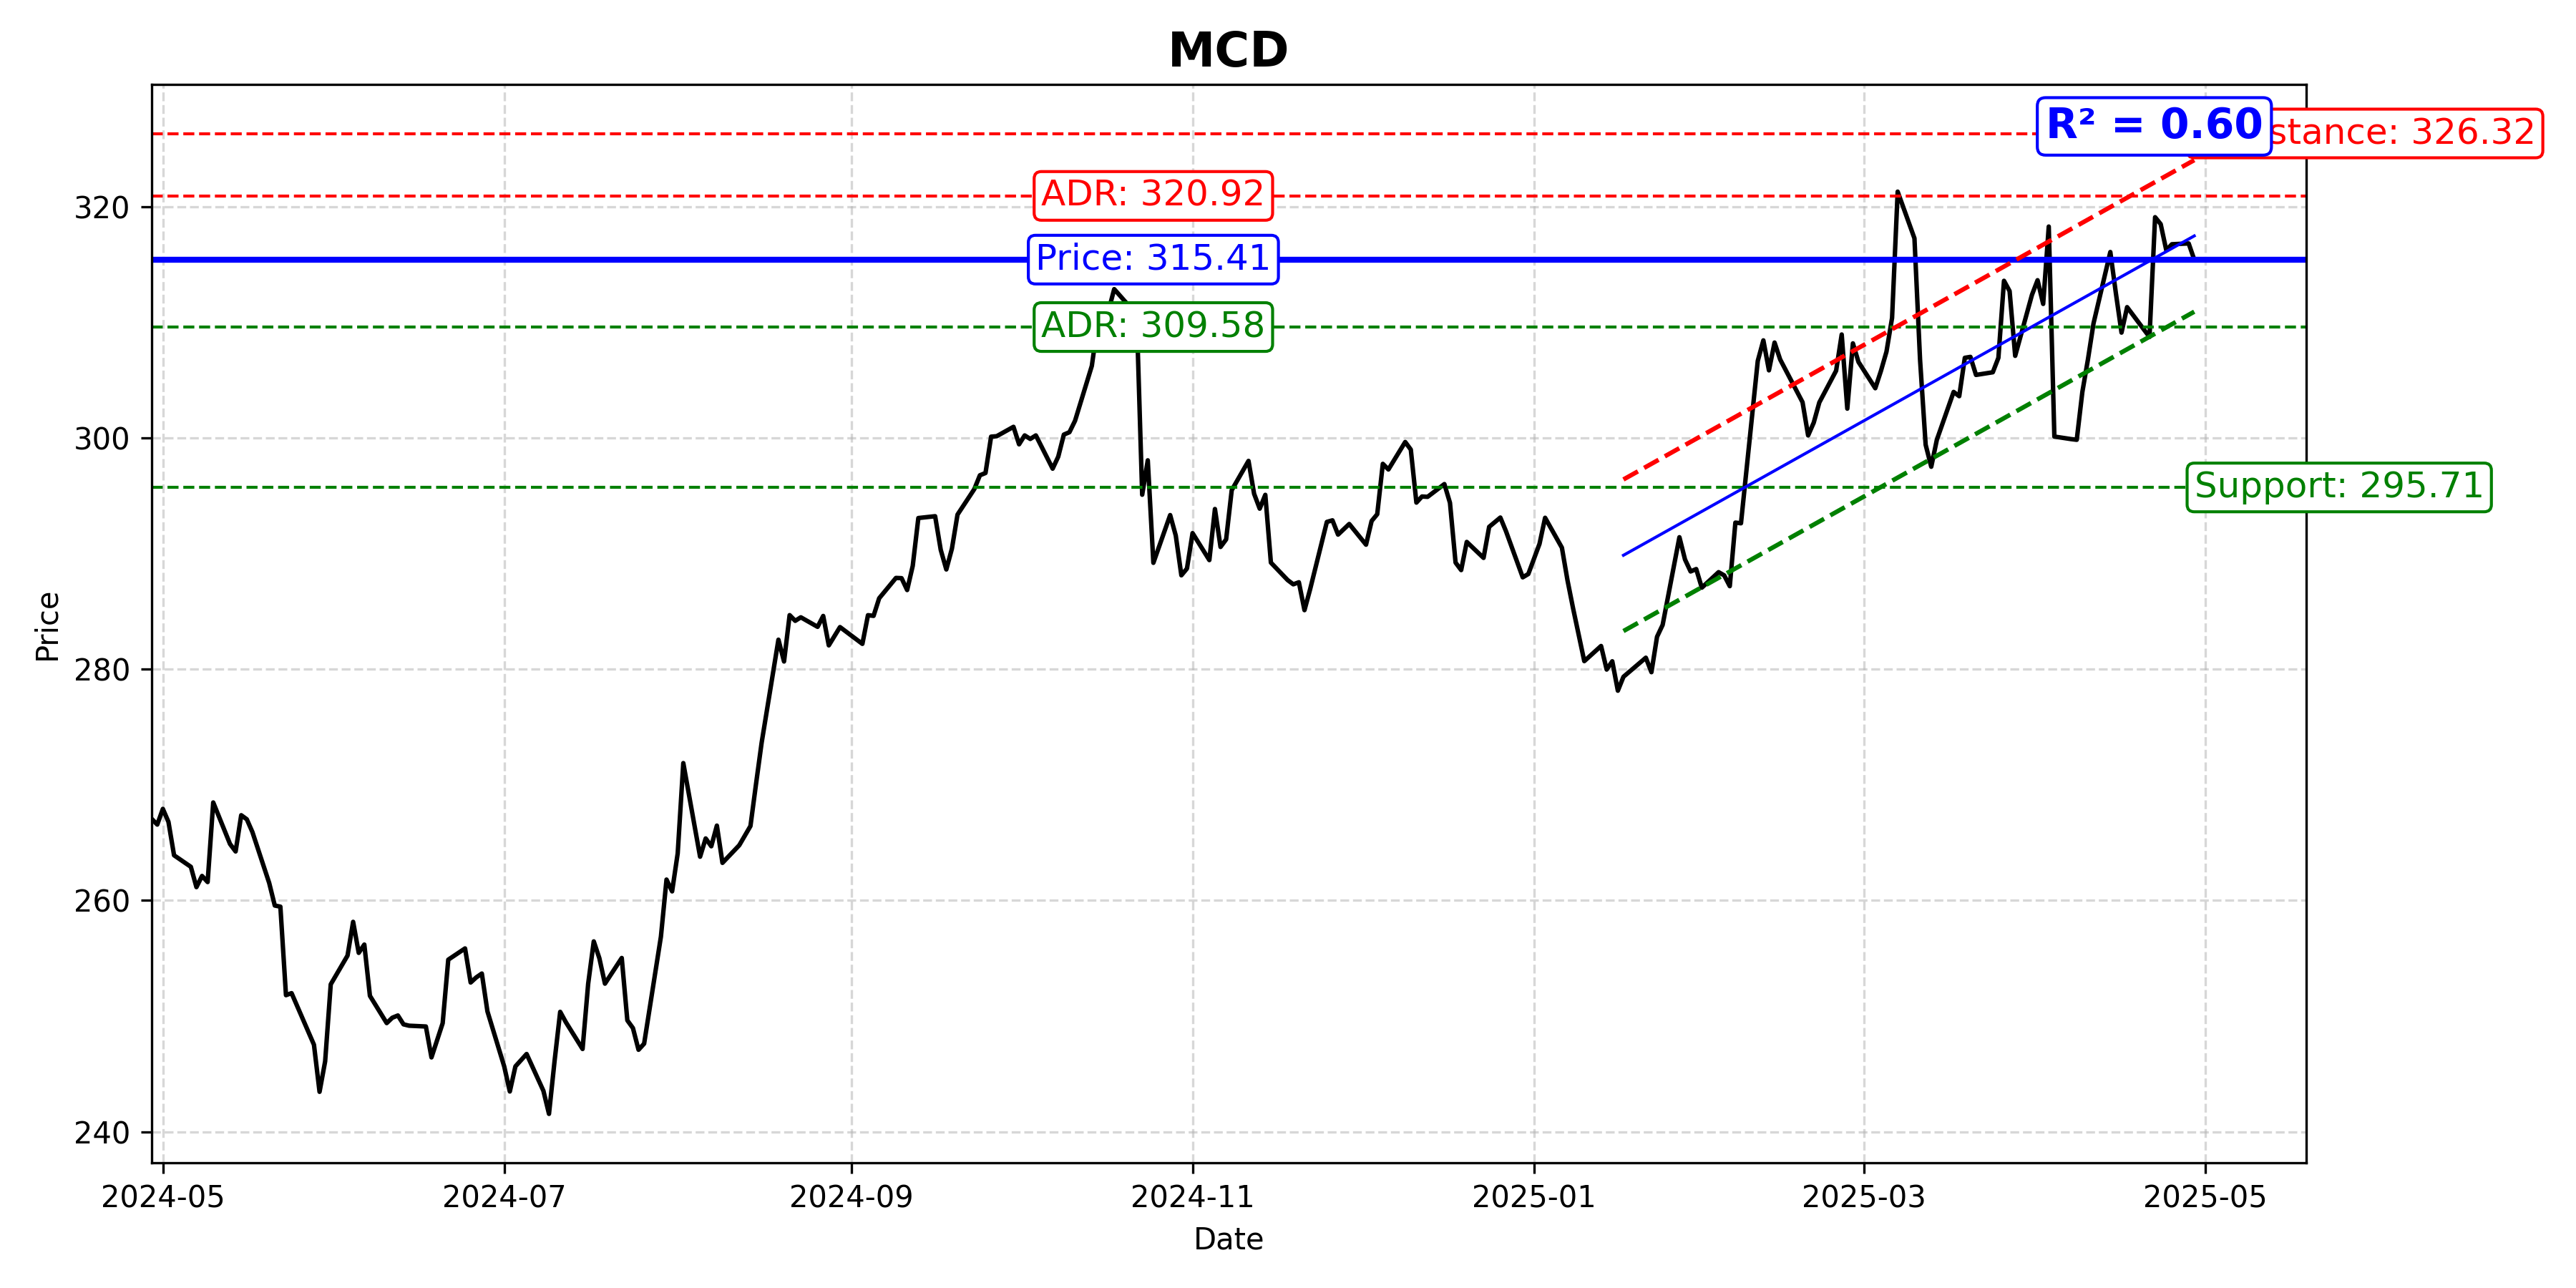 MCD
R² = 0.60
stance: 326.32
ADR: 320.92
Price: 315.41
ADR: 309.58
Support: 295.71
Price
320
300
280
260
240
2024-05
2024-07
2024-09
2024-11
2025-01
2025-03
2025-05
Date